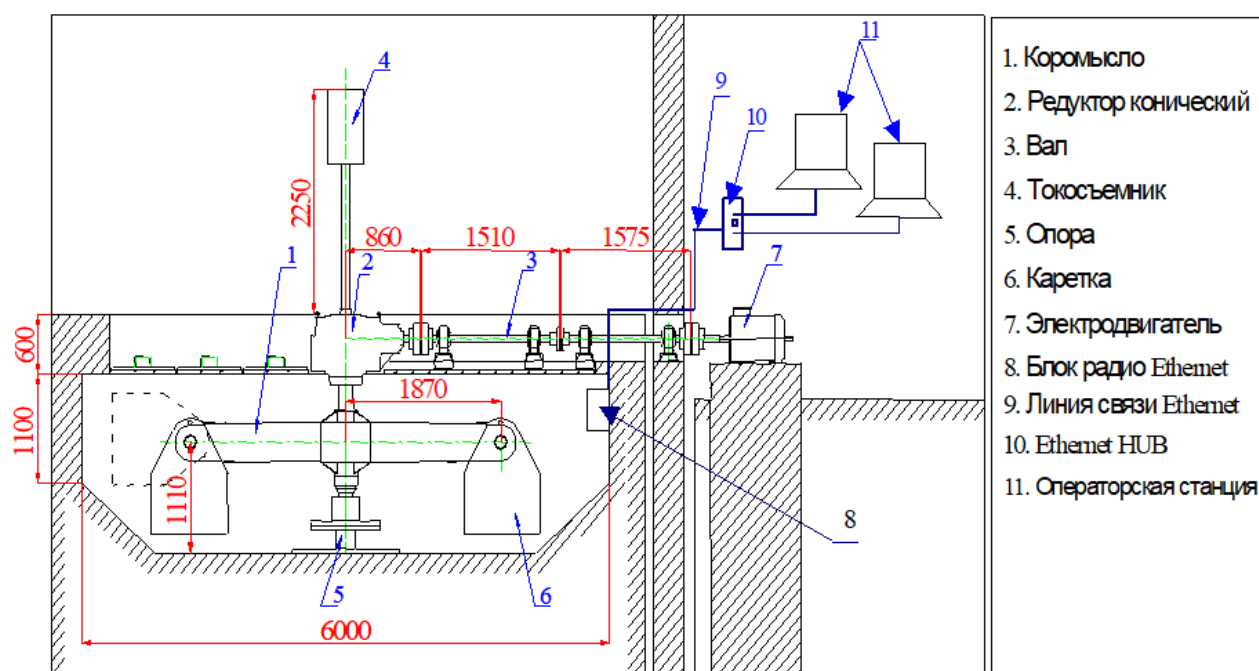 11
4
9
10
2250
860
1510
1575
1
2
3
7
600
1870
1100
1110
8
5
6
6000
1. Коромысло
2. Редуктор конический
3. Вал
4. Токосъемник
5. Опора
6. Каретка
7. Электродвигатель
8. Блок радио Ethernet
9. Линия связи Ethernet
10. Ethernet HUB
11. Операторская станция